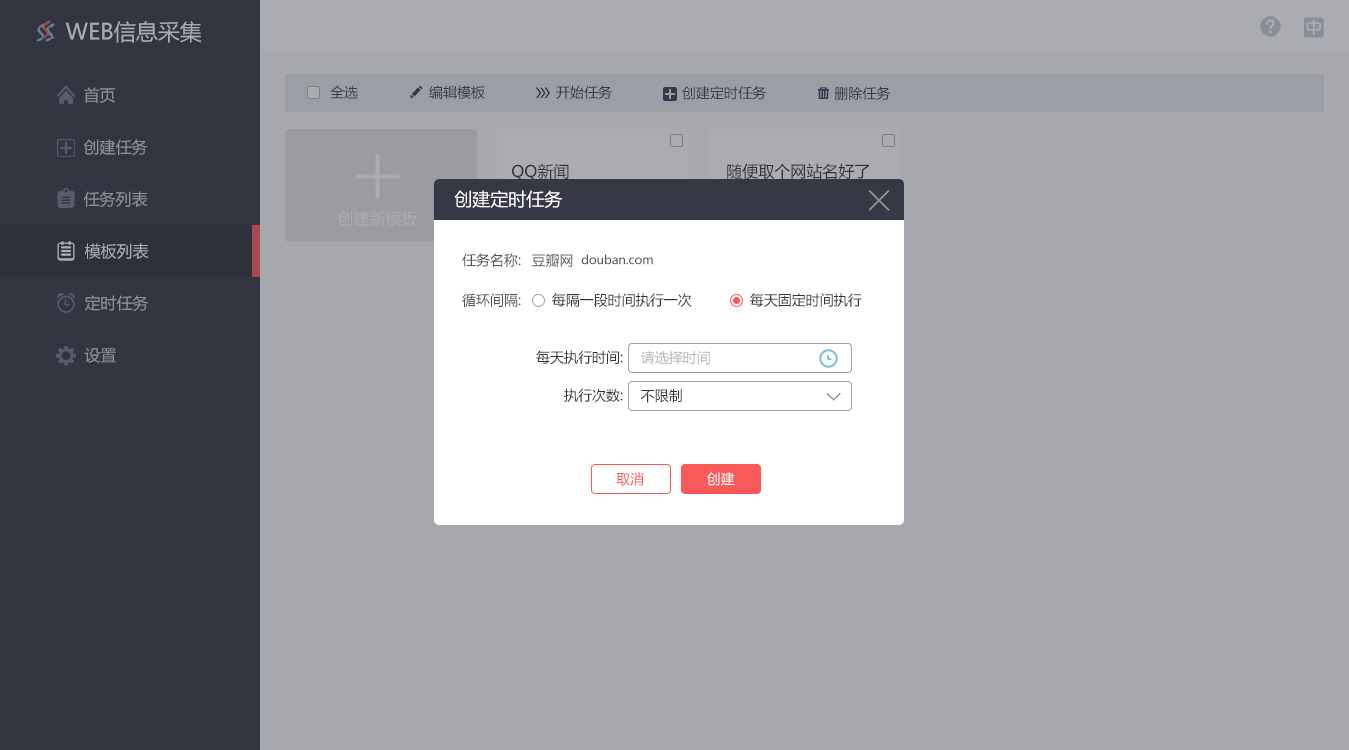 WEB信息采集
首页
创建任务
任务列表
模板列表
定时任务
设置
中
全选 编辑模板 开始任务 创建定时任务 删除任务
创建新模板
QQ新闻
随便取个网站名好了
创建定时任务
任务名称: 豆瓣网 douban.com
循环间隔: 每隔一段时间执行一次 每天固定时间执行
每天执行时间: 请选择时间
执行次数: 不限制
取消 创建